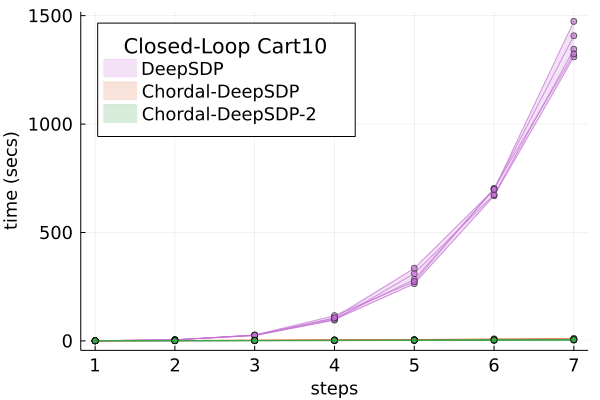 1500
1000
500
0
time (secs)
Closed-Loop Cart10
DeepSDP
Chordal-DeepSDP
Chordal-DeepSDP-2
1 2 3 4 5 6 7
steps